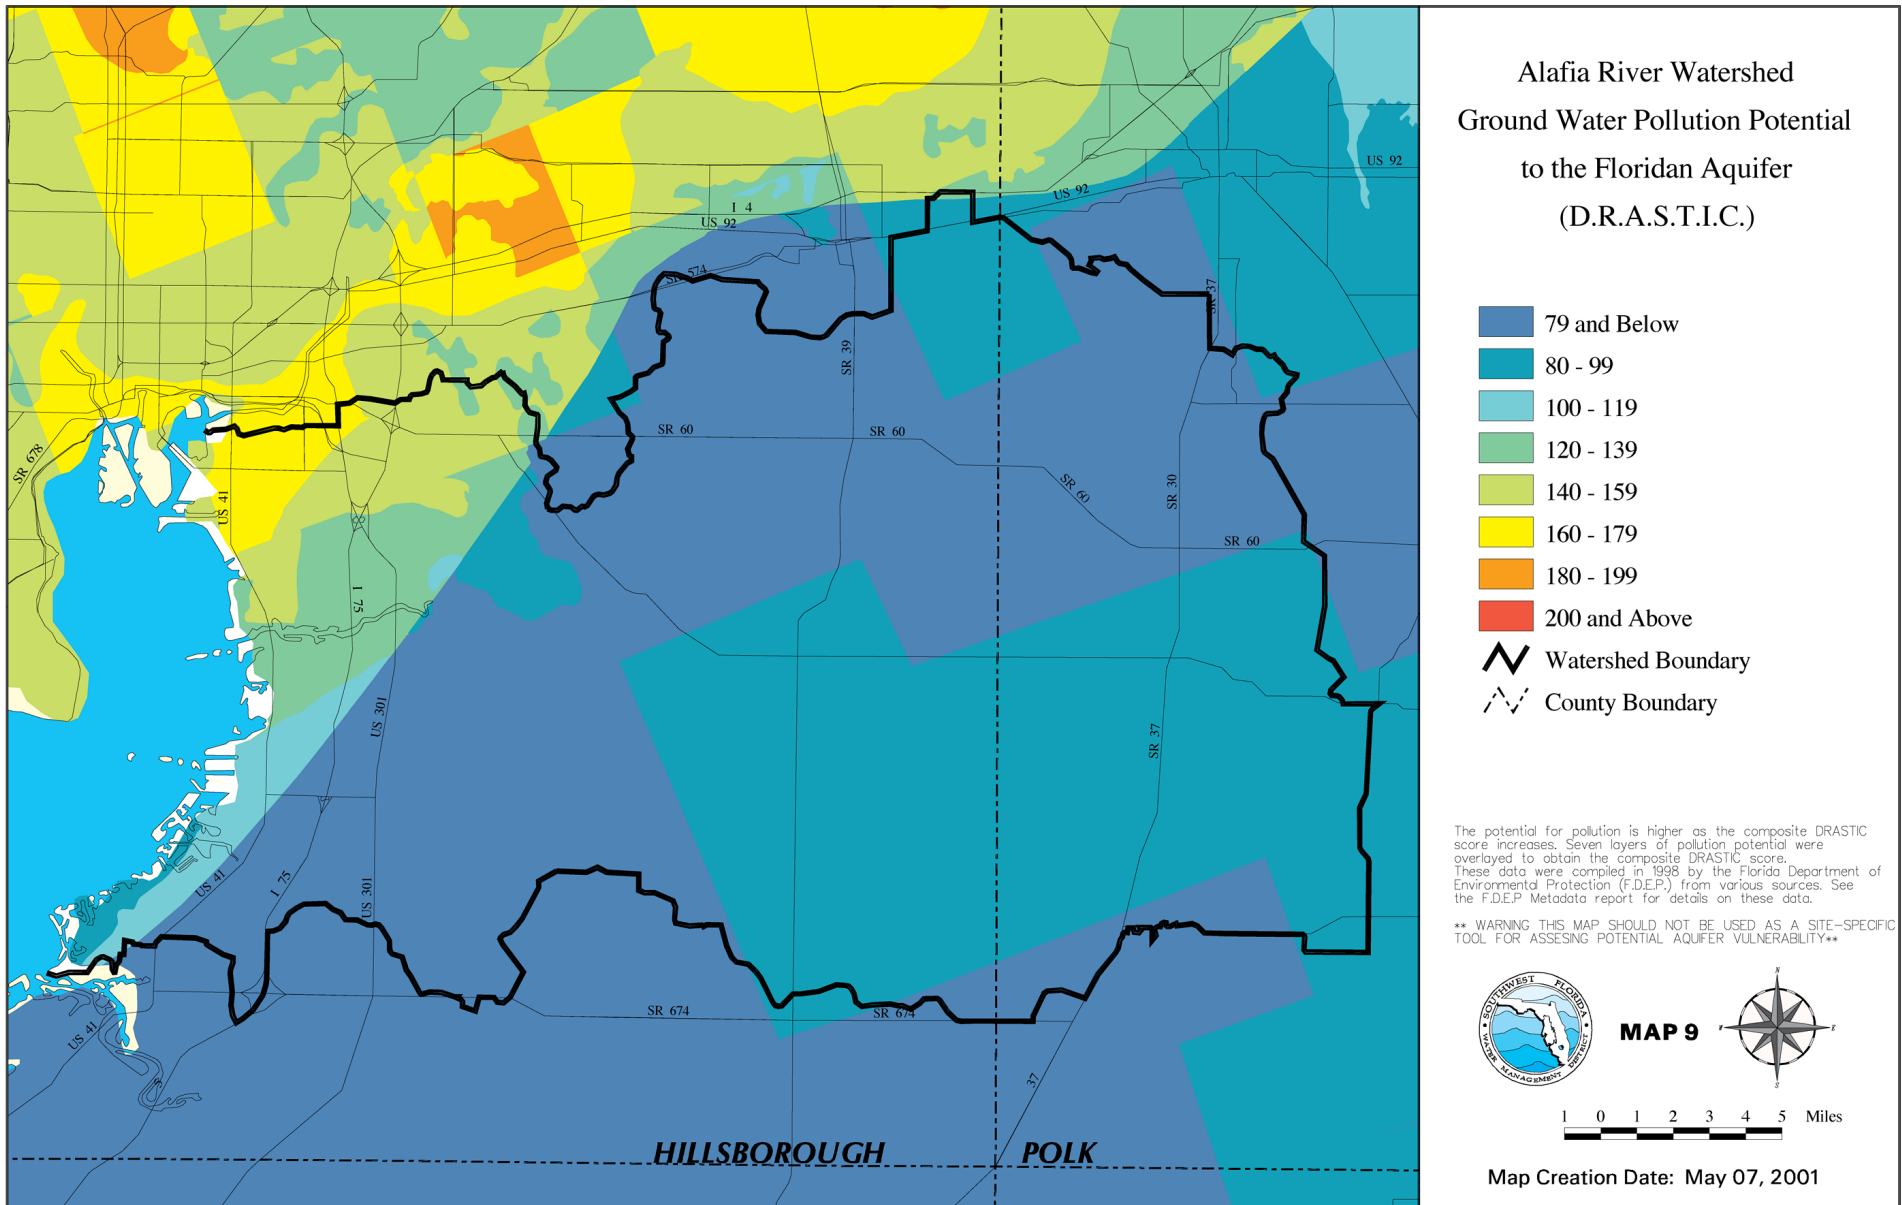 Alafia River Watershed
Ground Water Pollution Potential
to the Floridan Aquifer
(D.R.A.S.T.I.C.)
79 and Below
80 - 99
100 - 119
120 - 139
140 - 159
160 - 179
180 - 199
200 and Above
Watershed Boundary
County Boundary
The potential for pollution is higher as the composite DRASTIC
score increases. Seven layers of pollution potential were
overlayed to obtain the composite DRASTIC score.
These data were compiled in 1998 by the Florida Department of
Environmental Protection (F.D.E.P.) from various sources. See
the F.D.E.P Metadata report for details on these data.
** WARNING THIS MAP SHOULD NOT BE USED AS A SITE-SPECIFIC
TOOL FOR ASSESING POTENTIAL AQUIFER VULNERABILITY**
SOUTHWEST FLORIDA
WATER MANAGEMENT DISTRICT
MAP 9
N
W
E
S
1 0 1 2 3 4 5 Miles
Map Creation Date: May 07, 2001
US 92
US 92
I 4
US 92
SR 574
SR 37
SR 39
SR 60
SR 60
SR 60
SR 30
SR 60
SR 678
US 41
I 75
US 301
SR 37
US 41
I 75
US 301
SR 674
SR 674
US 41
37
HILLSBOROUGH
POLK